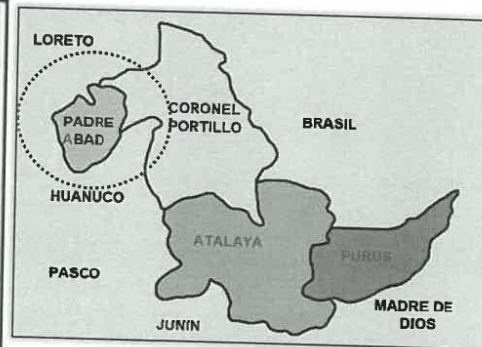 LORETO
PADRE
ABAD
CORONEL
PORTILLO
BRASIL
HUANUCO
ATALAYA
PURUS
PASCO
MADRE DE
DIOS
JUNIN